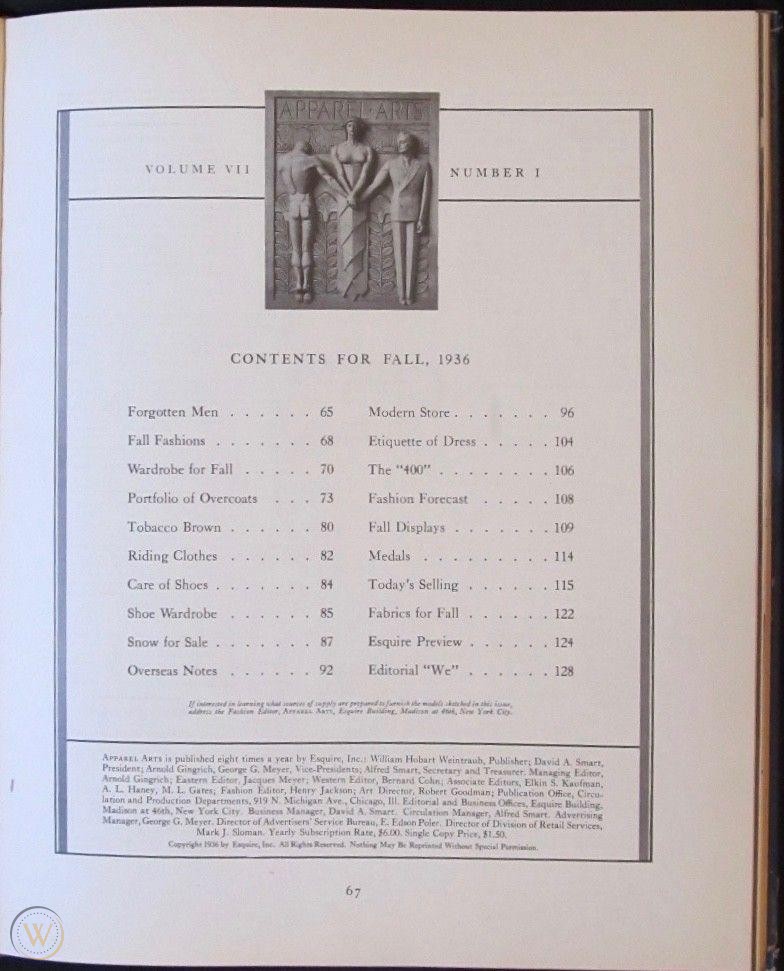 APPAREL·ARTS
VOLUME VII
NUMBER I
CONTENTS FOR FALL, 1936
Forgotten Men . . . . . . 65
Fall Fashions . . . . . . . 68
Wardrobe for Fall . . . . . 70
Portfolio of Overcoats . . . 73
Tobacco Brown . . . . . . 80
Riding Clothes . . . . . . 82
Care of Shoes . . . . . . . 84
Shoe Wardrobe . . . . . . 85
Snow for Sale . . . . . . . 87
Overseas Notes . . . . . . 92
Modern Store . . . . . . . 96
Etiquette of Dress . . . . . 104
The "400" . . . . . . . . 106
Fashion Forecast . . . . . 108
Fall Displays . . . . . . . 109
Medals . . . . . . . . . 114
Today's Selling . . . . . . 115
Fabrics for Fall . . . . . . 122
Esquire Preview . . . . . . 124
Editorial "We" . . . . . . 128
If interested in learning what sources of supply are prepared to furnish the models sketched in this issue,
address the Fashion Editor, APPAREL ARTS, Esquire Building, Madison at 46th, New York City.
APPAREL ARTS is published eight times a year by Esquire, Inc.: William Hobart Weintraub, Publisher; David A. Smart,
President; Arnold Gingrich, George G. Meyer, Vice-Presidents; Alfred Smart, Secretary and Treasurer. Managing Editor,
Arnold Gingrich; Eastern Editor, Jacques Meyer; Western Editor, Bernard Cohn; Associate Editors, Elkin S. Kaufman,
A. L. Haney, M. L. Gates; Fashion Editor, Henry Jackson; Art Director, Robert Goodman; Publication Office, Circu-
lation and Production Departments, 919 N. Michigan Ave., Chicago, Ill. Editorial and Business Offices, Esquire Building,
Madison at 46th, New York City. Business Manager, David A. Smart. Circulation Manager, Alfred Smart. Advertising
Manager, George G. Meyer. Director of Advertisers' Service Bureau, E. Edson Poler. Director of Division of Retail Services,
Mark J. Sloman. Yearly Subscription Rate, $6.00. Single Copy Price, $1.50.
Copyright 1936 by Esquire, Inc. All Rights Reserved. Nothing May Be Reprinted Without Special Permission.
67
W